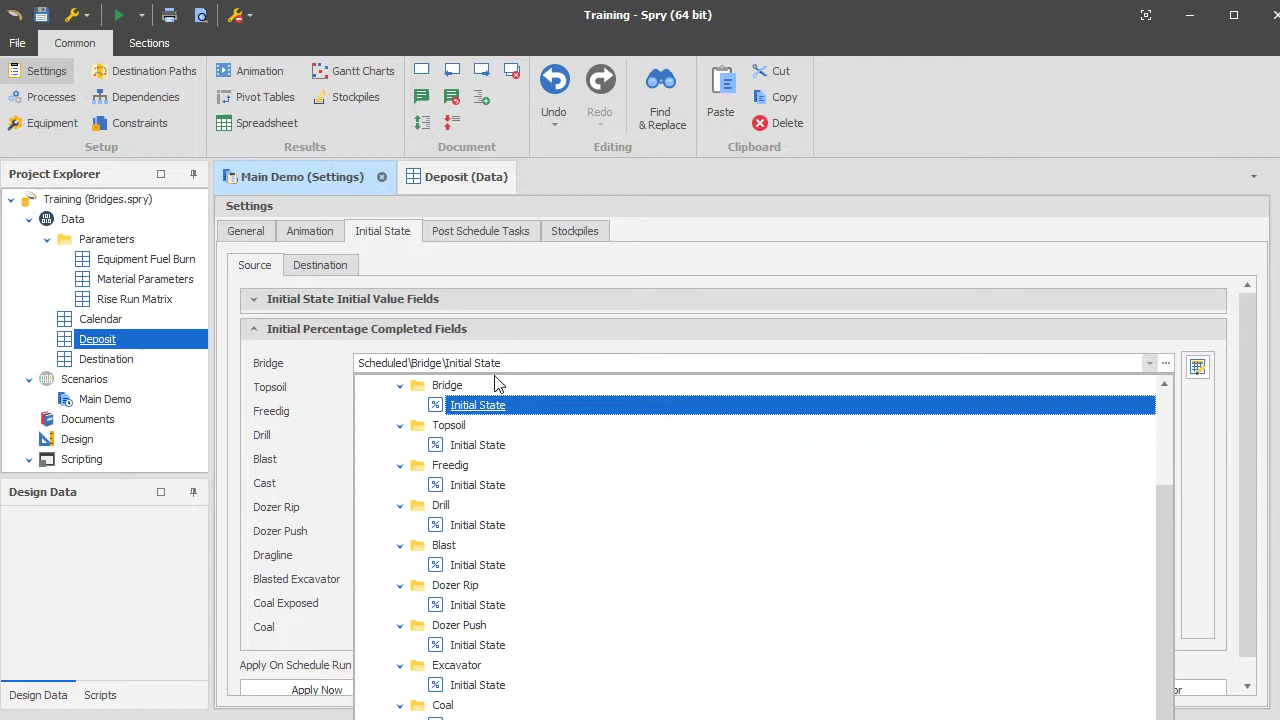 Training - Spry (64 bit)
File
Common
Sections
Settings
Destination Paths
Animation
Gantt Charts
Cut
Processes
Dependencies
Pivot Tables
Stockpiles
Undo
Redo
Find
& Replace
Paste
Copy
Equipment
Constraints
Spreadsheet
Delete
Setup
Results
Document
Editing
Clipboard
Project Explorer
Training (Bridges.spry)
Data
Parameters
Equipment Fuel Burn
Material Parameters
Rise Run Matrix
Calendar
Deposit
Destination
Scenarios
Main Demo
Documents
Design
Scripting
Design Data
Design Data
Scripts
Main Demo (Settings)
Deposit (Data)
Settings
General
Animation
Initial State
Post Schedule Tasks
Stockpiles
Source
Destination
Initial State Initial Value Fields
Initial Percentage Completed Fields
Bridge
Scheduled\Bridge\Initial State
Topsoil
Freedig
Drill
Blast
Cast
Dozer Rip
Dozer Push
Dragline
Blasted Excavator
Coal Exposed
Coal
Apply On Schedule Run
Apply Now
Bridge
Initial State
Topsoil
Initial State
Freedig
Initial State
Drill
Initial State
Blast
Initial State
Dozer Rip
Initial State
Dozer Push
Initial State
Excavator
Initial State
Coal